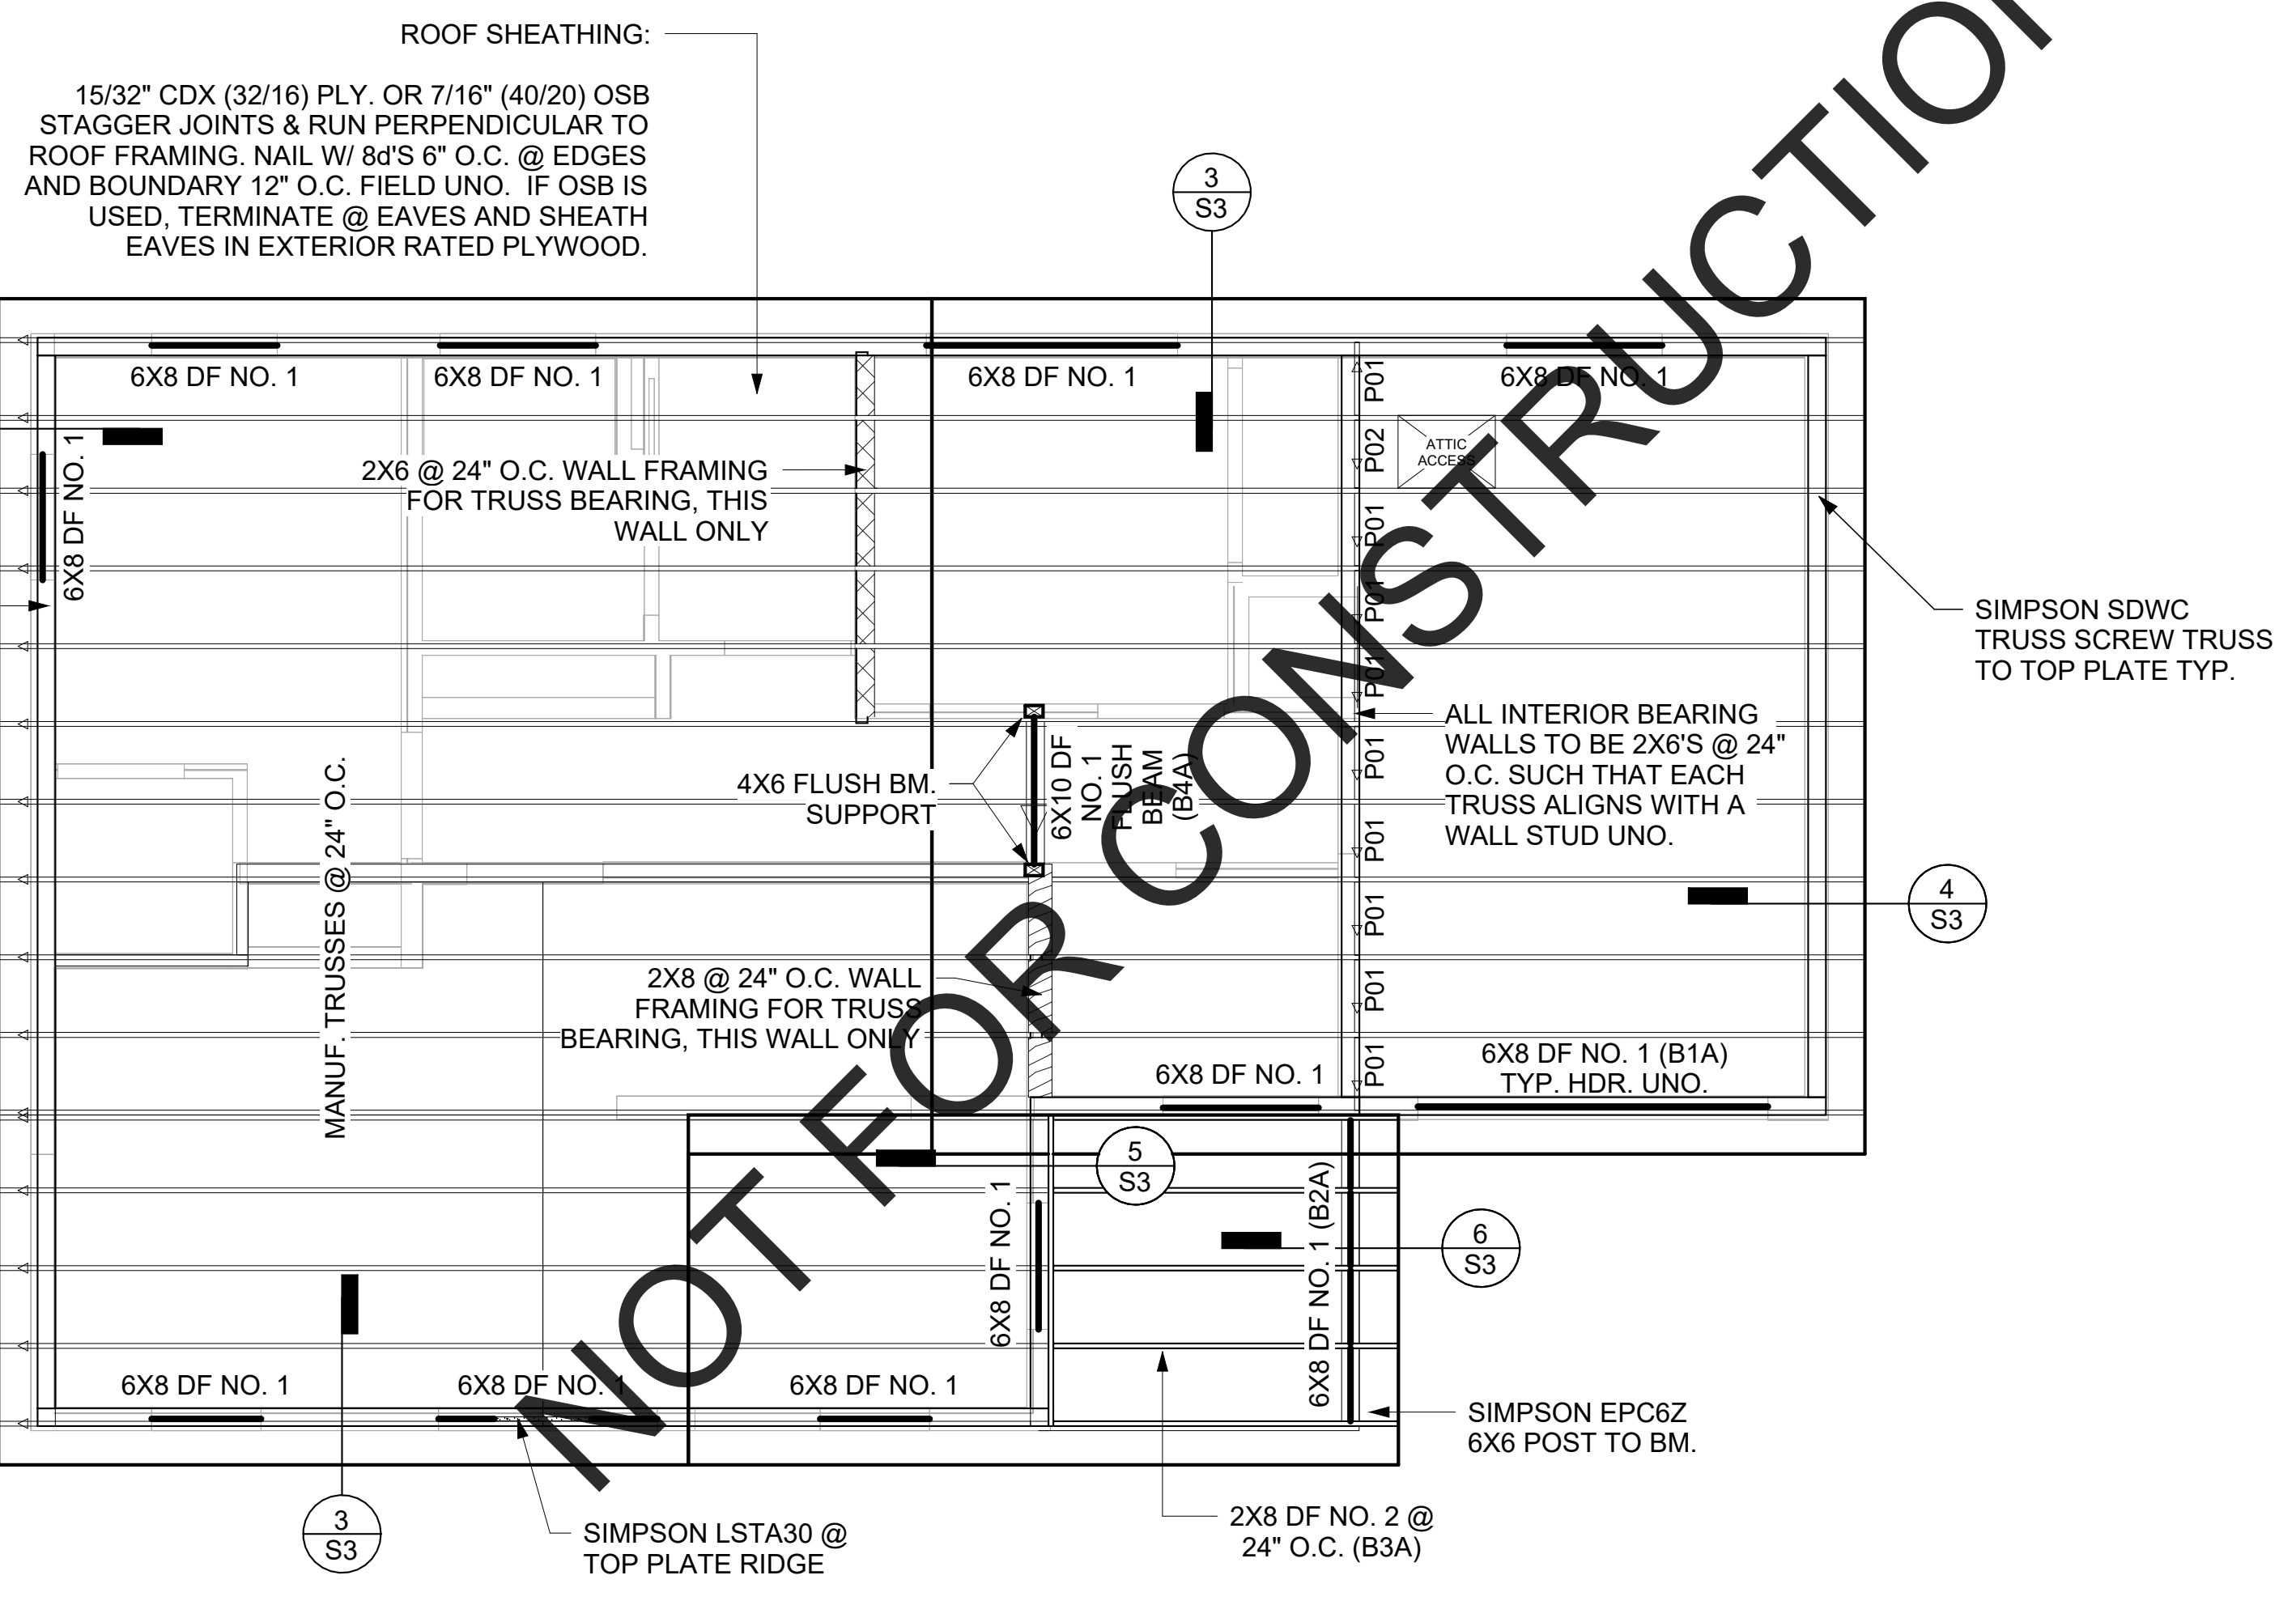 ROOF SHEATHING:
15/32" CDX (32/16) PLY. OR 7/16" (40/20) OSB
STAGGER JOINTS & RUN PERPENDICULAR TO
ROOF FRAMING. NAIL W/ 8d'S 6" O.C. @ EDGES
AND BOUNDARY 12" O.C. FIELD UNO. IF OSB IS
USED, TERMINATE @ EAVES AND SHEATH
EAVES IN EXTERIOR RATED PLYWOOD.
3
S3
6X8 DF NO. 1
6X8 DF NO. 1
6X8 DF NO. 1
6X8 DF NO. 1
6X8 DF NO. 1
2X6 @ 24" O.C. WALL FRAMING
FOR TRUSS BEARING, THIS
WALL ONLY
P01
P02
P01
P01
P01
P01
P01
P01
P01
P01
ATTIC
ACCESS
SIMPSON SDWC
TRUSS SCREW TRUSS
TO TOP PLATE TYP.
ALL INTERIOR BEARING
WALLS TO BE 2X6'S @ 24"
O.C. SUCH THAT EACH
TRUSS ALIGNS WITH A
WALL STUD UNO.
4X6 FLUSH BM.
SUPPORT
6X10 DF
NO. 1
FLUSH
BEAM
(B4A)
MANUF. TRUSSES @ 24" O.C.
4
S3
2X8 @ 24" O.C. WALL
FRAMING FOR TRUSS
BEARING, THIS WALL ONLY
6X8 DF NO. 1
6X8 DF NO. 1 (B1A)
TYP. HDR. UNO.
5
S3
6X8 DF NO. 1
6X8 DF NO. 1 (B2A)
6
S3
6X8 DF NO. 1
6X8 DF NO. 1
6X8 DF NO. 1
SIMPSON EPC6Z
6X6 POST TO BM.
3
S3
SIMPSON LSTA30 @
TOP PLATE RIDGE
2X8 DF NO. 2 @
24" O.C. (B3A)
NOT FOR CONSTRUCTION